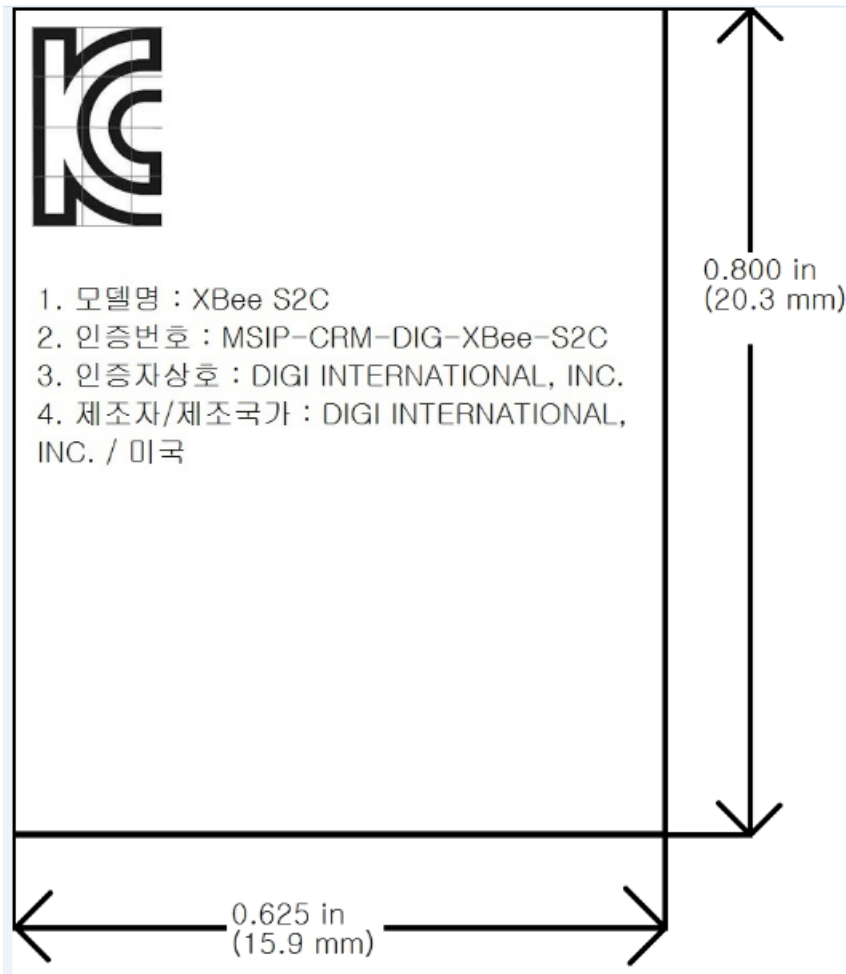 KC
1. 모델명 : XBee S2C
2. 인증번호 : MSIP-CRM-DIG-XBee-S2C
3. 인증자상호 : DIGI INTERNATIONAL, INC.
4. 제조자/제조국가 : DIGI INTERNATIONAL,
INC. / 미국
0.800 in
(20.3 mm)
0.625 in
(15.9 mm)